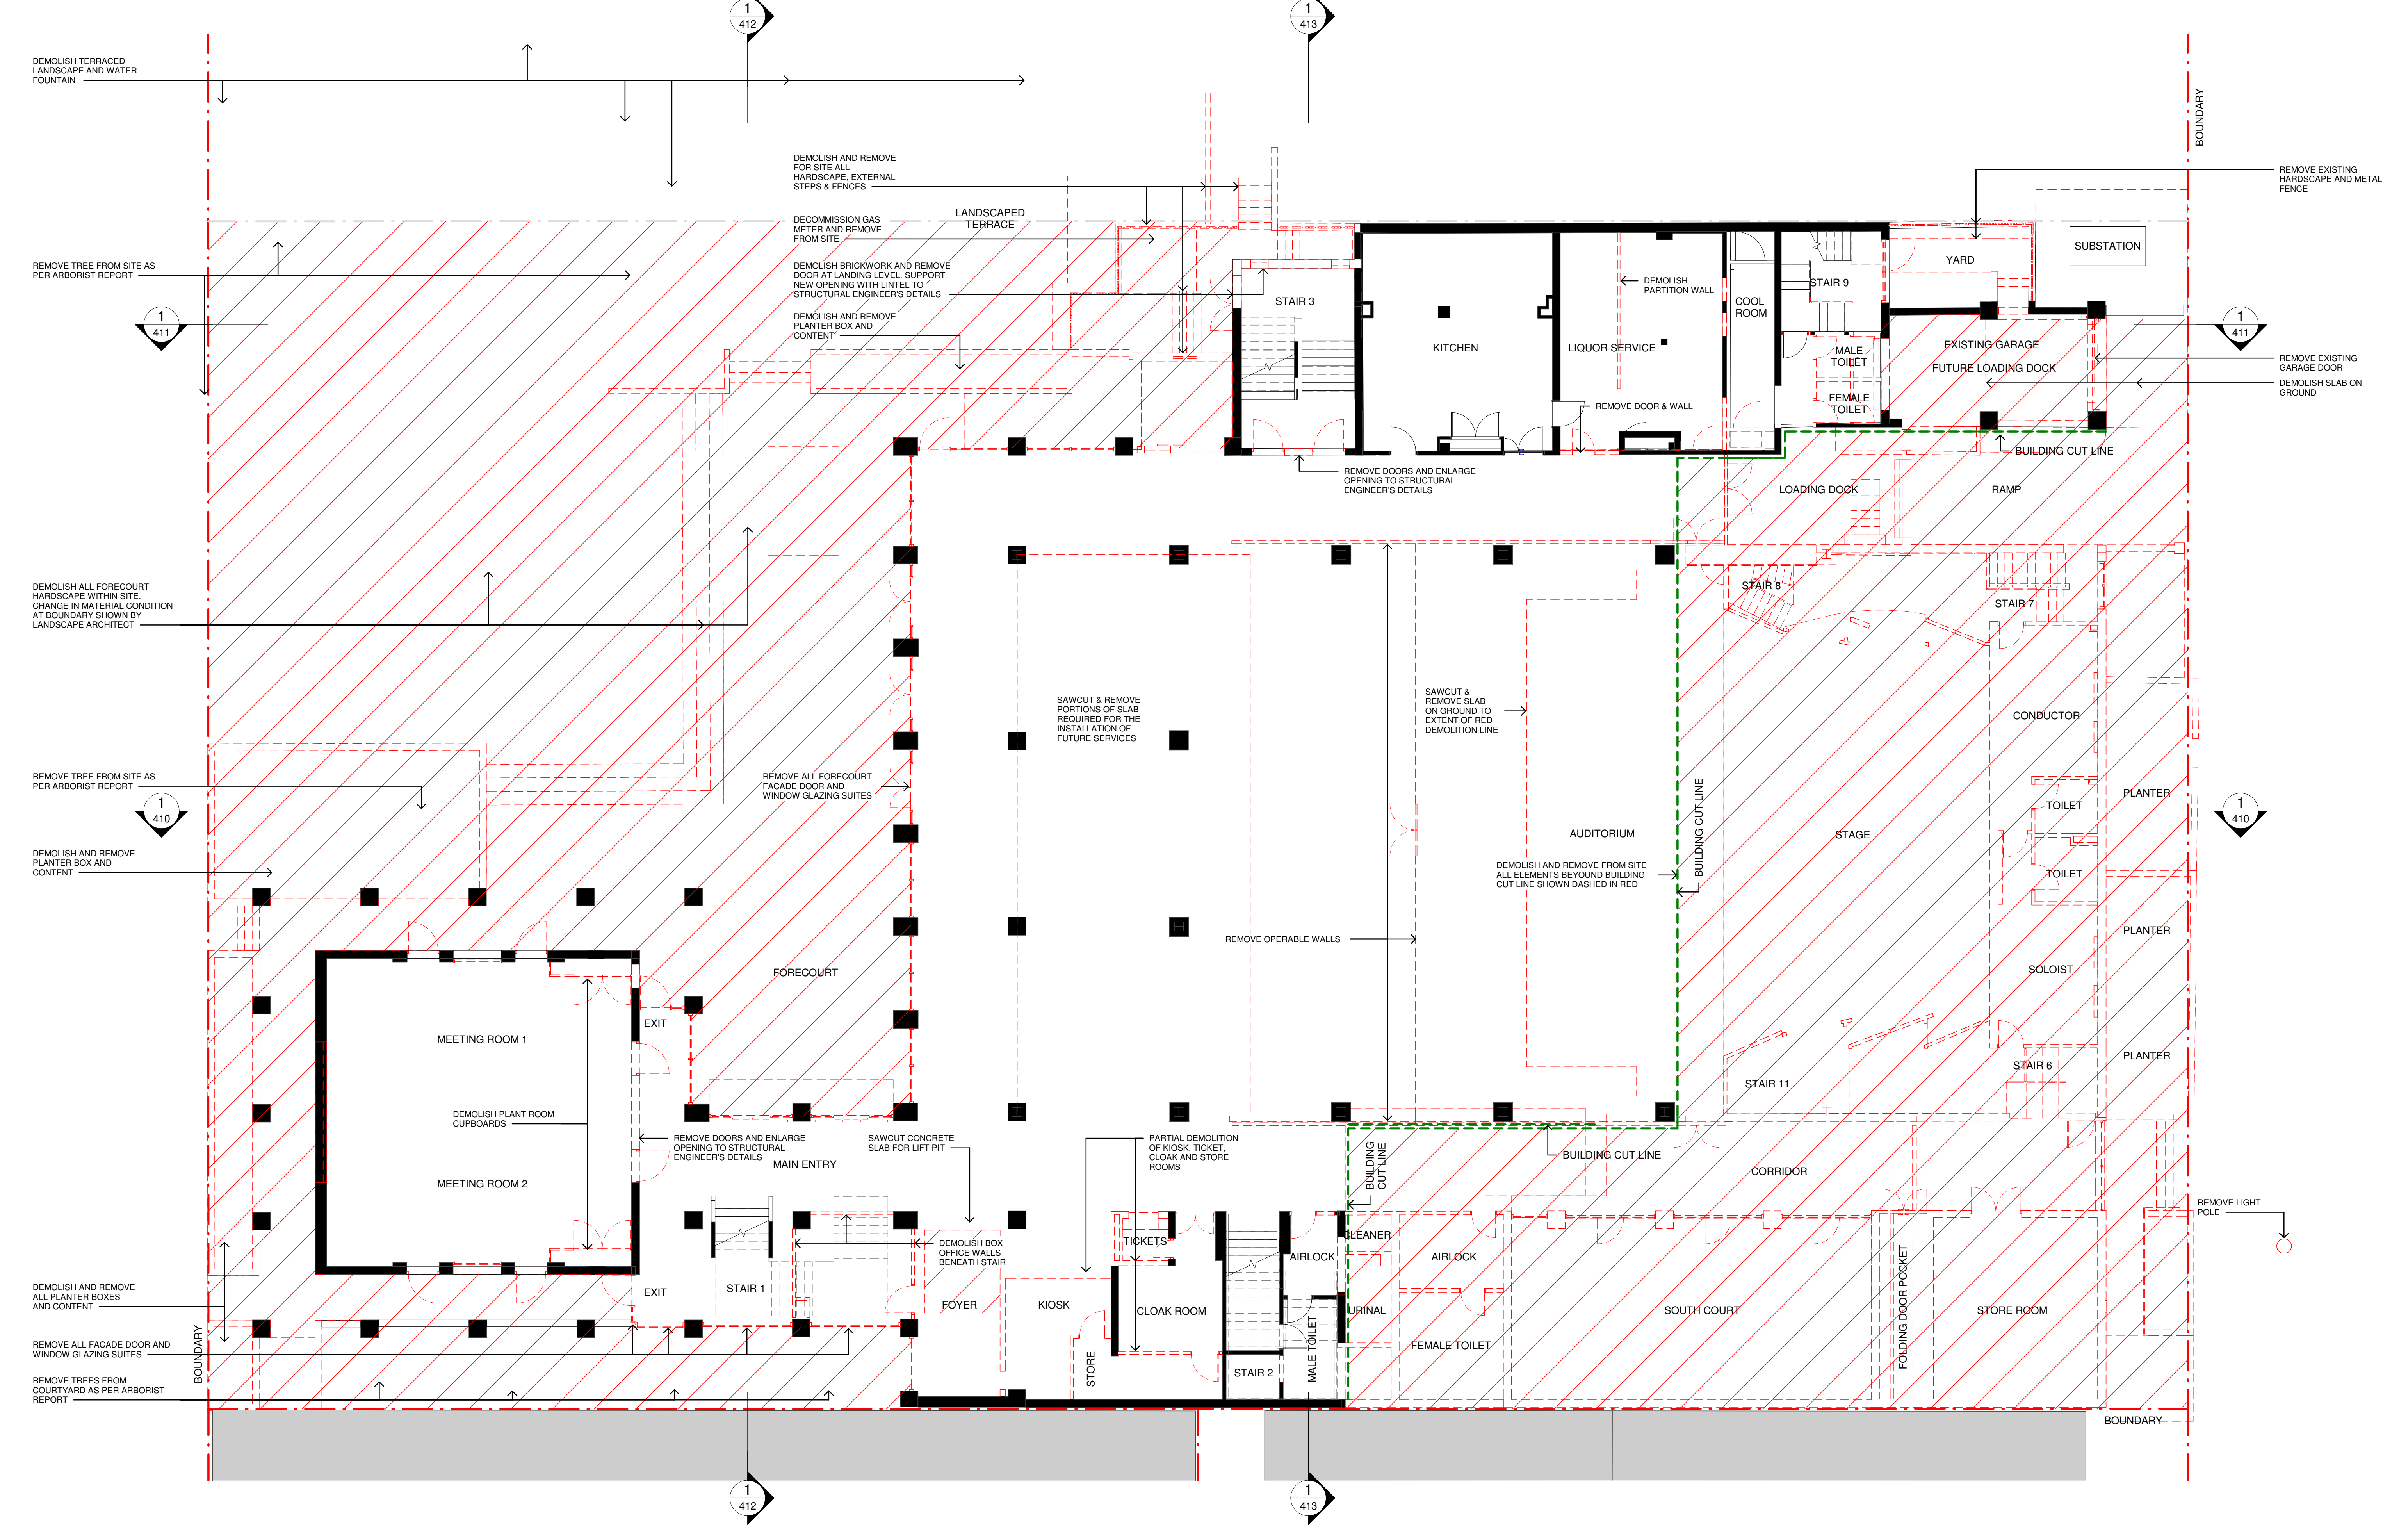 1
412
1
413
DEMOLISH TERRACED
LANDSCAPE AND WATER
FOUNTAIN
BOUNDARY
DEMOLISH AND REMOVE
FOR SITE ALL
HARDSCAPE, EXTERNAL
STEPS & FENCES
REMOVE EXISTING
HARDSCAPE AND METAL
FENCE
LANDSCAPED
TERRACE
DECOMMISSION GAS
METER AND REMOVE
FROM SITE
SUBSTATION
YARD
REMOVE TREE FROM SITE AS
PER ARBORIST REPORT
DEMOLISH BRICKWORK AND REMOVE
DOOR AT LANDING LEVEL. SUPPORT
NEW OPENING WITH LINTEL TO
STRUCTURAL ENGINEER'S DETAILS
STAIR 3
DEMOLISH
PARTITION WALL
COOL
ROOM
STAIR 9
1
411
DEMOLISH AND REMOVE
PLANTER BOX AND
CONTENT
KITCHEN
LIQUOR SERVICE
MALE
TOILET
FEMALE
TOILET
EXISTING GARAGE
FUTURE LOADING DOCK
1
411
REMOVE EXISTING
GARAGE DOOR
DEMOLISH SLAB ON
GROUND
REMOVE DOOR & WALL
BUILDING CUT LINE
REMOVE DOORS AND ENLARGE
OPENING TO STRUCTURAL
ENGINEER'S DETAILS
LOADING DOCK
RAMP
DEMOLISH ALL FORECOURT
HARDSCAPE WITHIN SITE.
CHANGE IN MATERIAL CONDITION
AT BOUNDARY SHOWN BY
LANDSCAPE ARCHITECT
STAIR 8
STAIR 7
SAWCUT & REMOVE
PORTIONS OF SLAB
REQUIRED FOR THE
INSTALLATION OF
FUTURE SERVICES
SAWCUT &
REMOVE SLAB
ON GROUND TO
EXTENT OF RED
DEMOLITION LINE
CONDUCTOR
REMOVE TREE FROM SITE AS
PER ARBORIST REPORT
REMOVE ALL FORECOURT
FACADE DOOR AND
WINDOW GLAZING SUITES
BUILDING CUT LINE
TOILET
PLANTER
1
410
1
410
AUDITORIUM
STAGE
DEMOLISH AND REMOVE
PLANTER BOX AND
CONTENT
DEMOLISH AND REMOVE FROM SITE
ALL ELEMENTS BEYOUND BUILDING
CUT LINE SHOWN DASHED IN RED
TOILET
REMOVE OPERABLE WALLS
PLANTER
FORECOURT
SOLOIST
EXIT
MEETING ROOM 1
PLANTER
STAIR 6
STAIR 11
DEMOLISH PLANT ROOM
CUPBOARDS
REMOVE DOORS AND ENLARGE
OPENING TO STRUCTURAL
ENGINEER'S DETAILS
MAIN ENTRY
SAWCUT CONCRETE
SLAB FOR LIFT PIT
PARTIAL DEMOLITION
OF KIOSK, TICKET,
CLOAK AND STORE
ROOMS
BUILDING
CUT LINE
BUILDING CUT LINE
CORRIDOR
MEETING ROOM 2
REMOVE LIGHT
POLE
TICKETS
CLEANER
DEMOLISH BOX
OFFICE WALLS
BENEATH STAIR
AIRLOCK
AIRLOCK
DEMOLISH AND REMOVE
ALL PLANTER BOXES
AND CONTENT
EXIT
STAIR 1
FOYER
KIOSK
CLOAK ROOM
URINAL
SOUTH COURT
FOLDING DOOR POCKET
STORE ROOM
BOUNDARY
REMOVE ALL FACADE DOOR AND
WINDOW GLAZING SUITES
STORE
STAIR 2
MALE TOILET
FEMALE TOILET
REMOVE TREES FROM
COURTYARD AS PER ARBORIST
REPORT
BOUNDARY
1
412
1
413